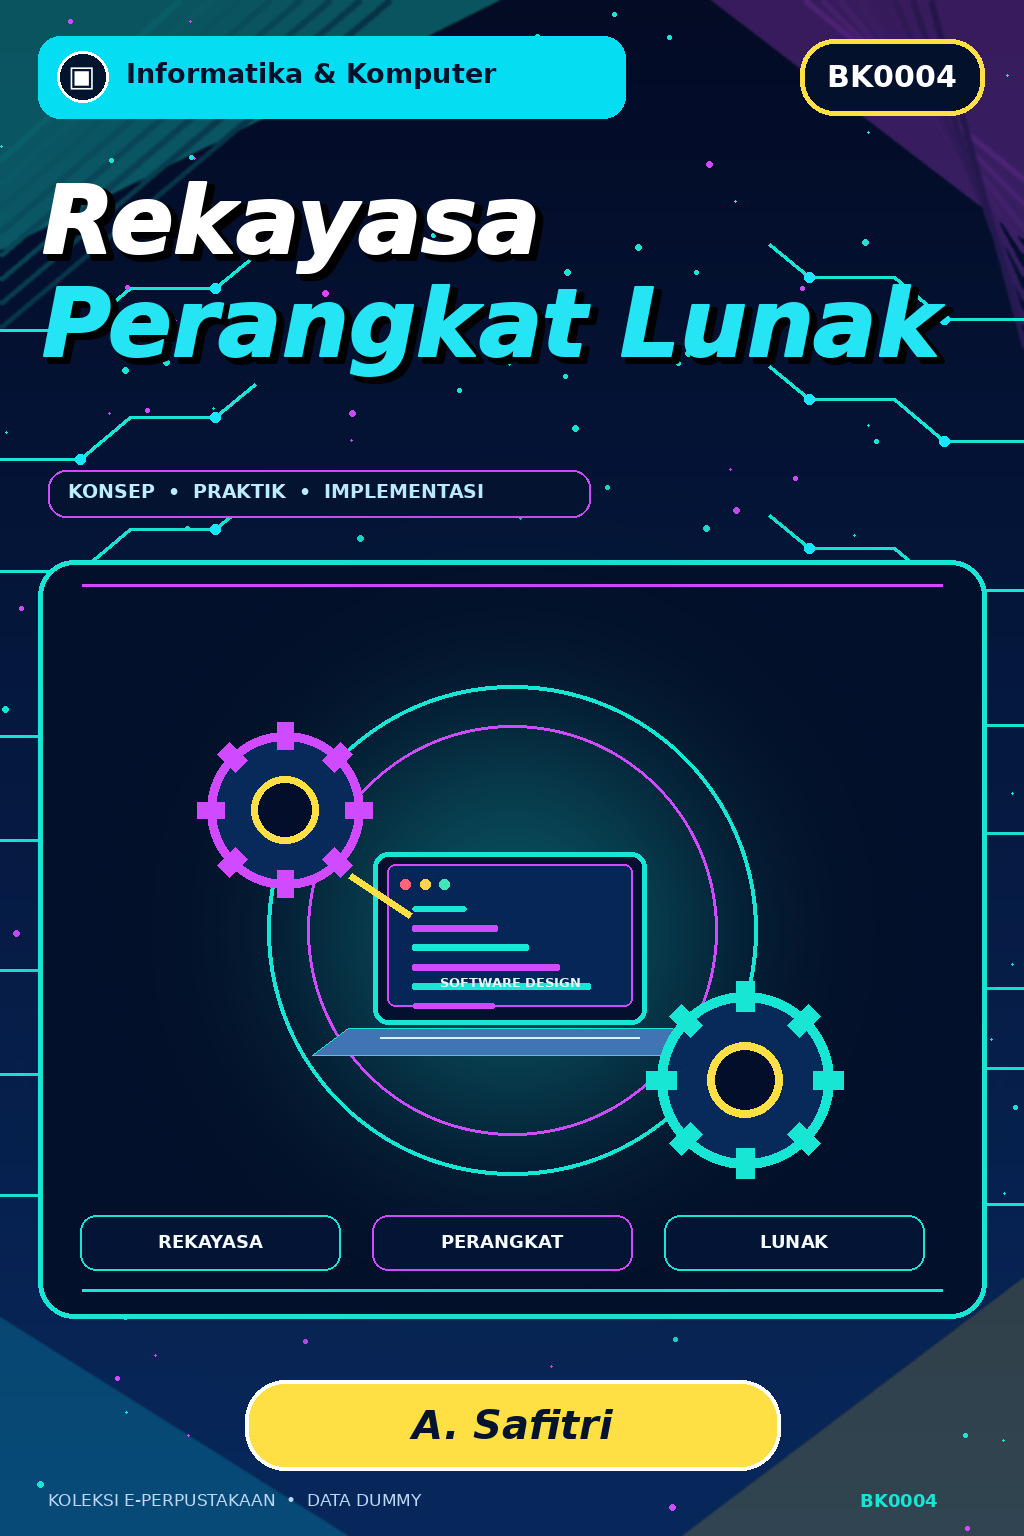 ▣ Informatika & Komputer
BK0004
Rekayasa
Perangkat Lunak
KONSEP • PRAKTIK • IMPLEMENTASI
SOFTWARE DESIGN
REKAYASA
PERANGKAT
LUNAK
A. Safitri
KOLEKSI E-PERPUSTAKAAN • DATA DUMMY
BK0004